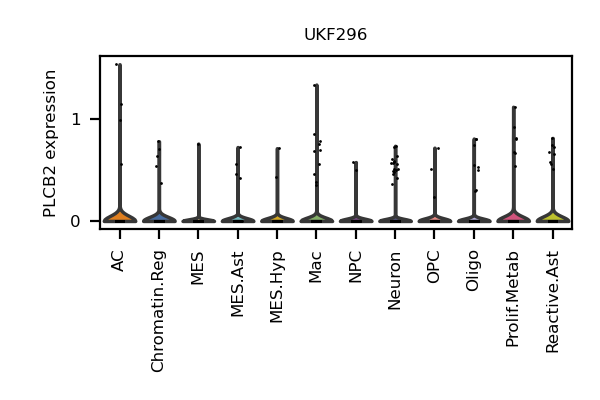 UKF296
PLCB2 expression
1
0
AC
Chromatin.Reg
MES
MES.Ast
MES.Hyp
Mac
NPC
Neuron
OPC
Oligo
Prolif.Metab
Reactive.Ast